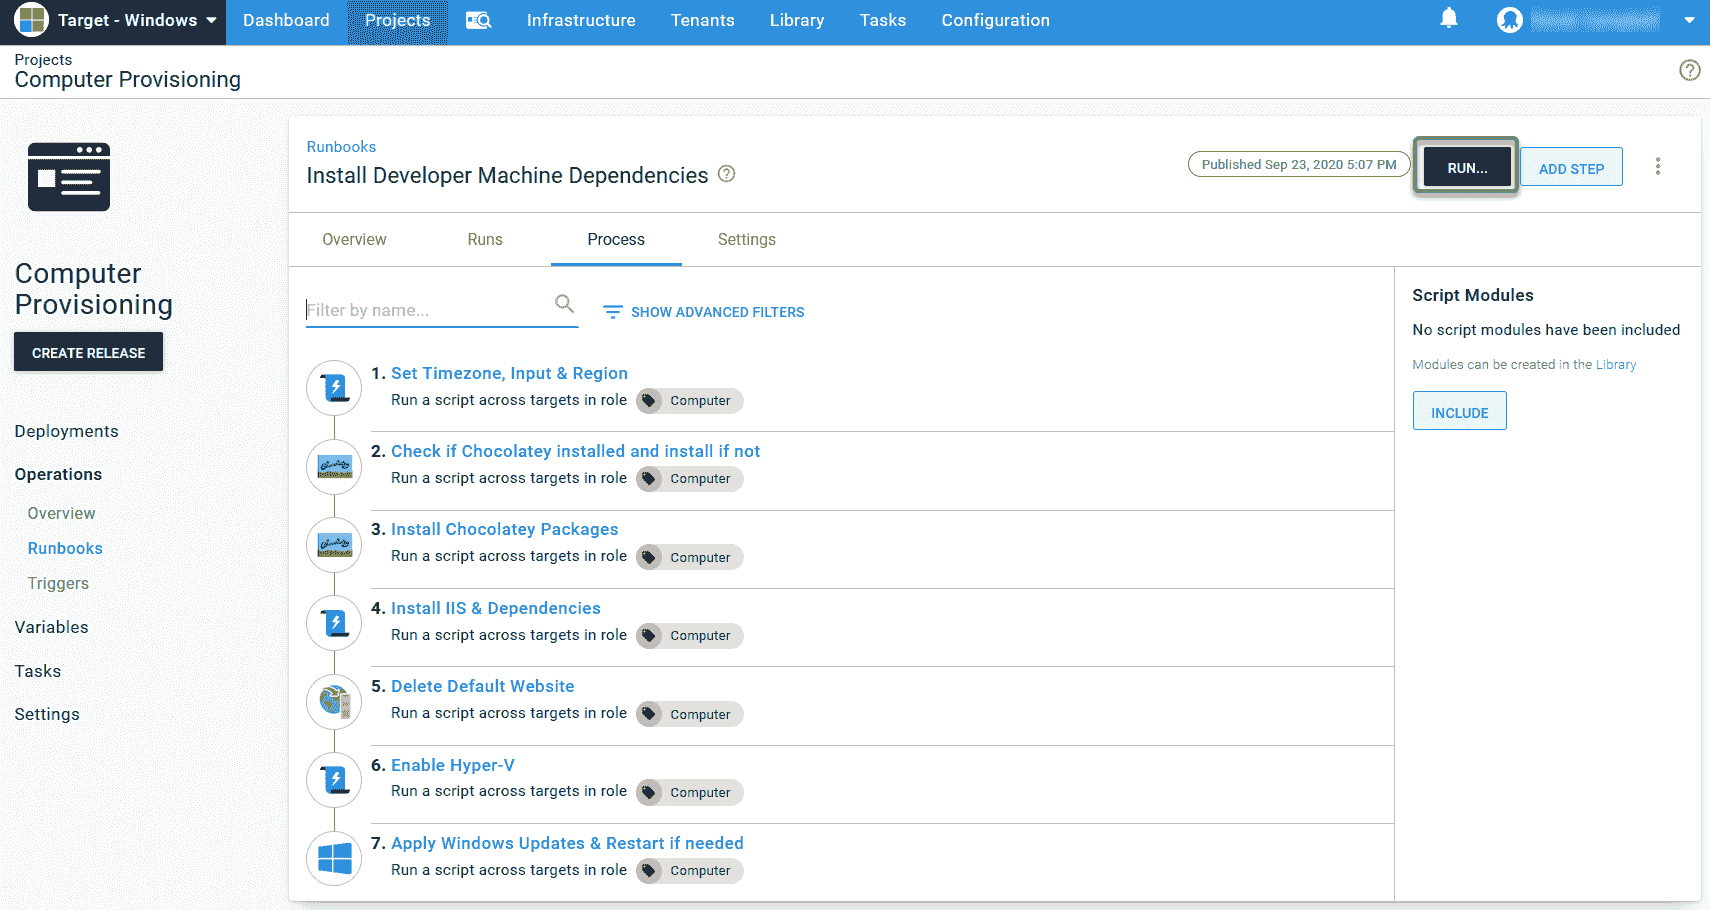 Target - Windows
Dashboard
Projects
Infrastructure
Tenants
Library
Tasks
Configuration
Projects
Computer Provisioning
Computer
Provisioning
CREATE RELEASE
Deployments
Operations
Overview
Runbooks
Triggers
Variables
Tasks
Settings
Runbooks
Install Developer Machine Dependencies
Published Sep 23, 2020 5:07 PM
RUN...
ADD STEP
Overview
Runs
Process
Settings
Filter by name...
SHOW ADVANCED FILTERS
1. Set Timezone, Input & Region
Run a script across targets in role Computer
2. Check if Chocolatey installed and install if not
Run a script across targets in role Computer
3. Install Chocolatey Packages
Run a script across targets in role Computer
4. Install IIS & Dependencies
Run a script across targets in role Computer
5. Delete Default Website
Run a script across targets in role Computer
6. Enable Hyper-V
Run a script across targets in role Computer
7. Apply Windows Updates & Restart if needed
Run a script across targets in role Computer
Script Modules
No script modules have been included
Modules can be created in the Library
INCLUDE